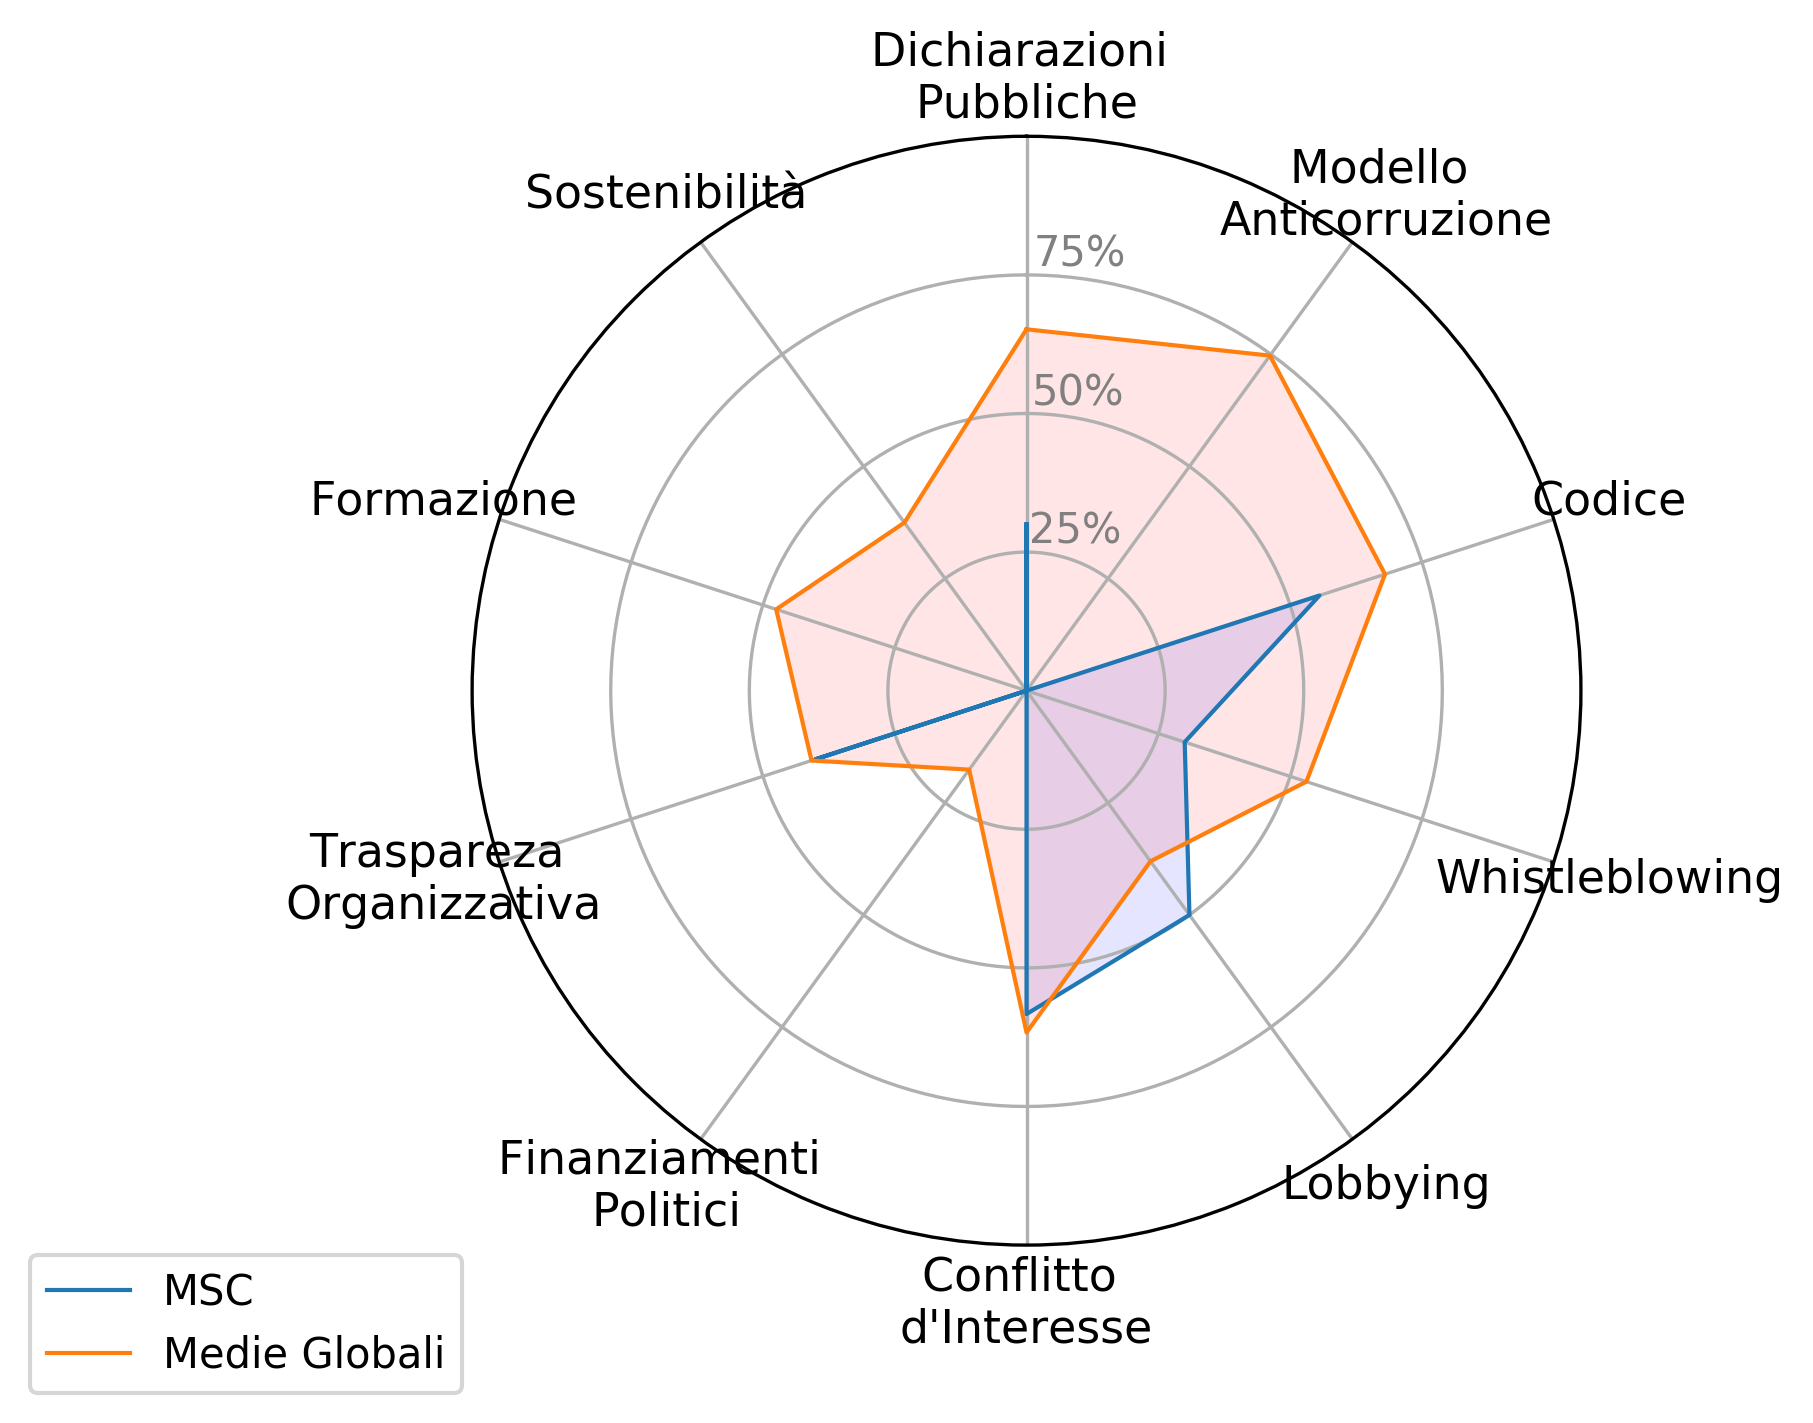 Dichiarazioni
Pubbliche
Modello
Anticorruzione
Sostenibilità
75%
50%
25%
Formazione
Codice
Traspareza
Organizzativa
Whistleblowing
Finanziamenti
Politici
Lobbying
Conflitto
d'Interesse
MSC
Medie Globali